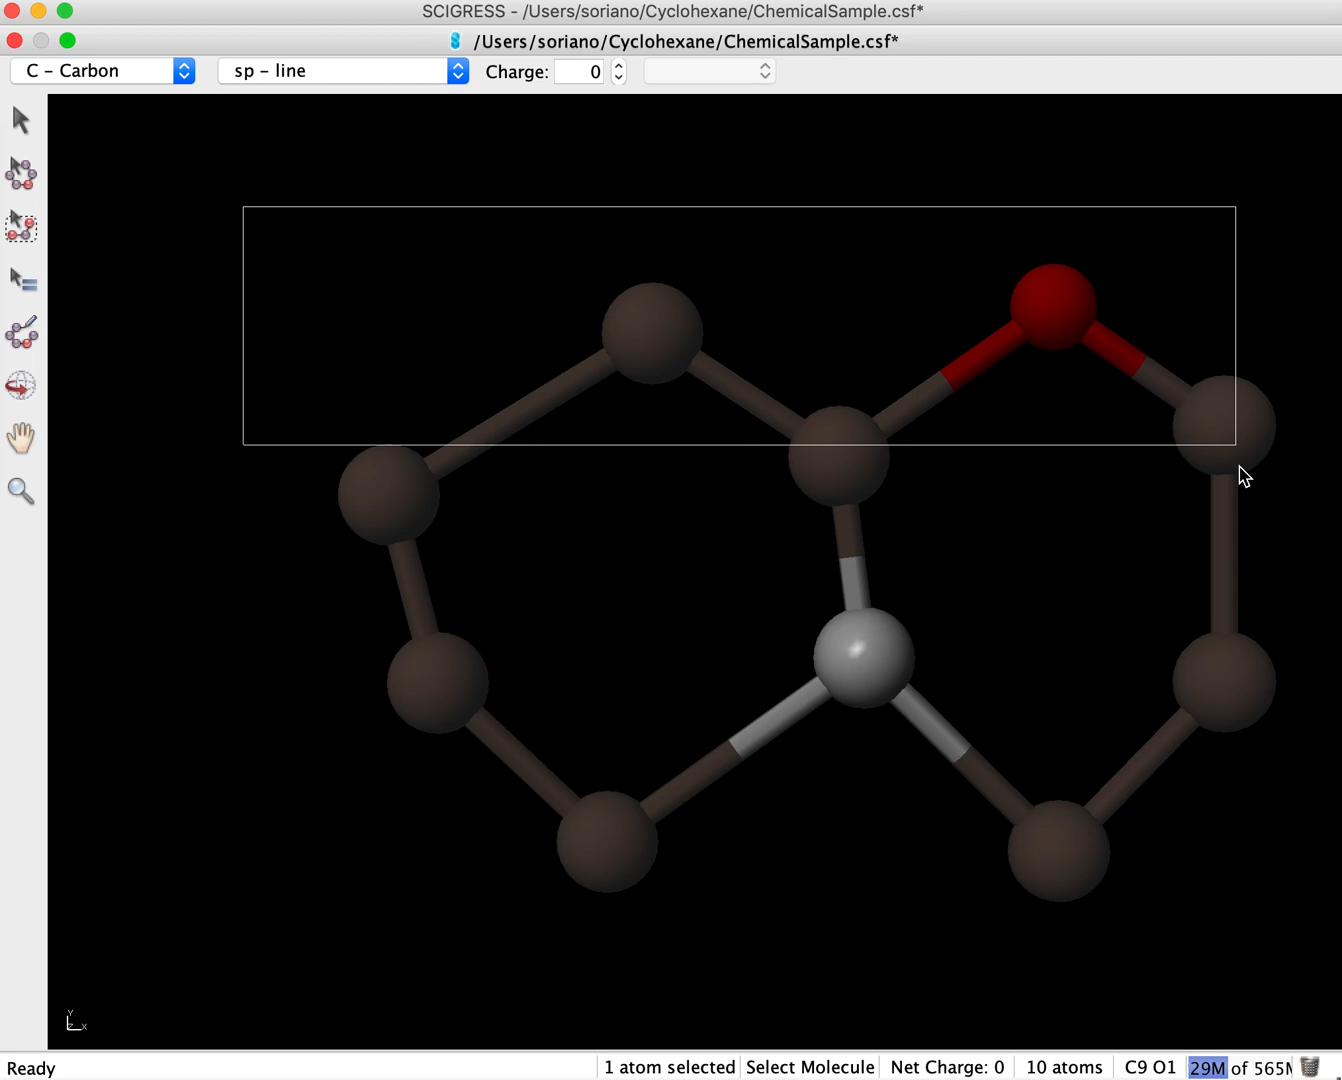 SCIGRESS - /Users/soriano/Cyclohexane/ChemicalSample.csf*
/Users/soriano/Cyclohexane/ChemicalSample.csf*
C - Carbon sp - line Charge: 0
Y
Z X
Ready 1 atom selected Select Molecule Net Charge: 0 10 atoms C9 O1 29M of 565M